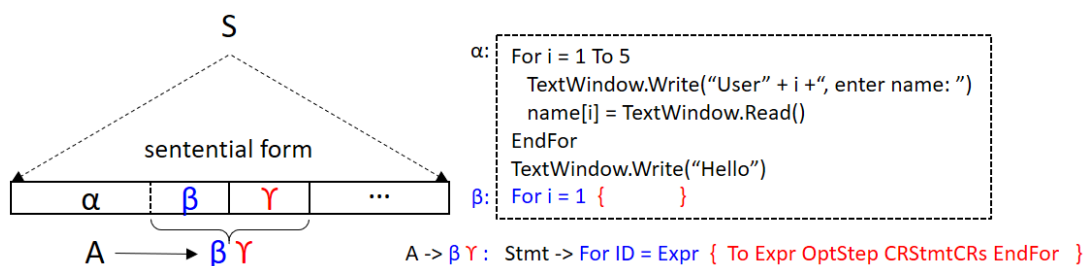 S
sentential form
α β ϒ ...
A β ϒ
α: For i = 1 To 5
TextWindow.Write(“User” + i +“, enter name: ”)
name[i] = TextWindow.Read()
EndFor
TextWindow.Write(“Hello”)
β: For i = 1 { }
A -> β ϒ : Stmt -> For ID = Expr { To Expr OptStep CRStmtCRs EndFor }